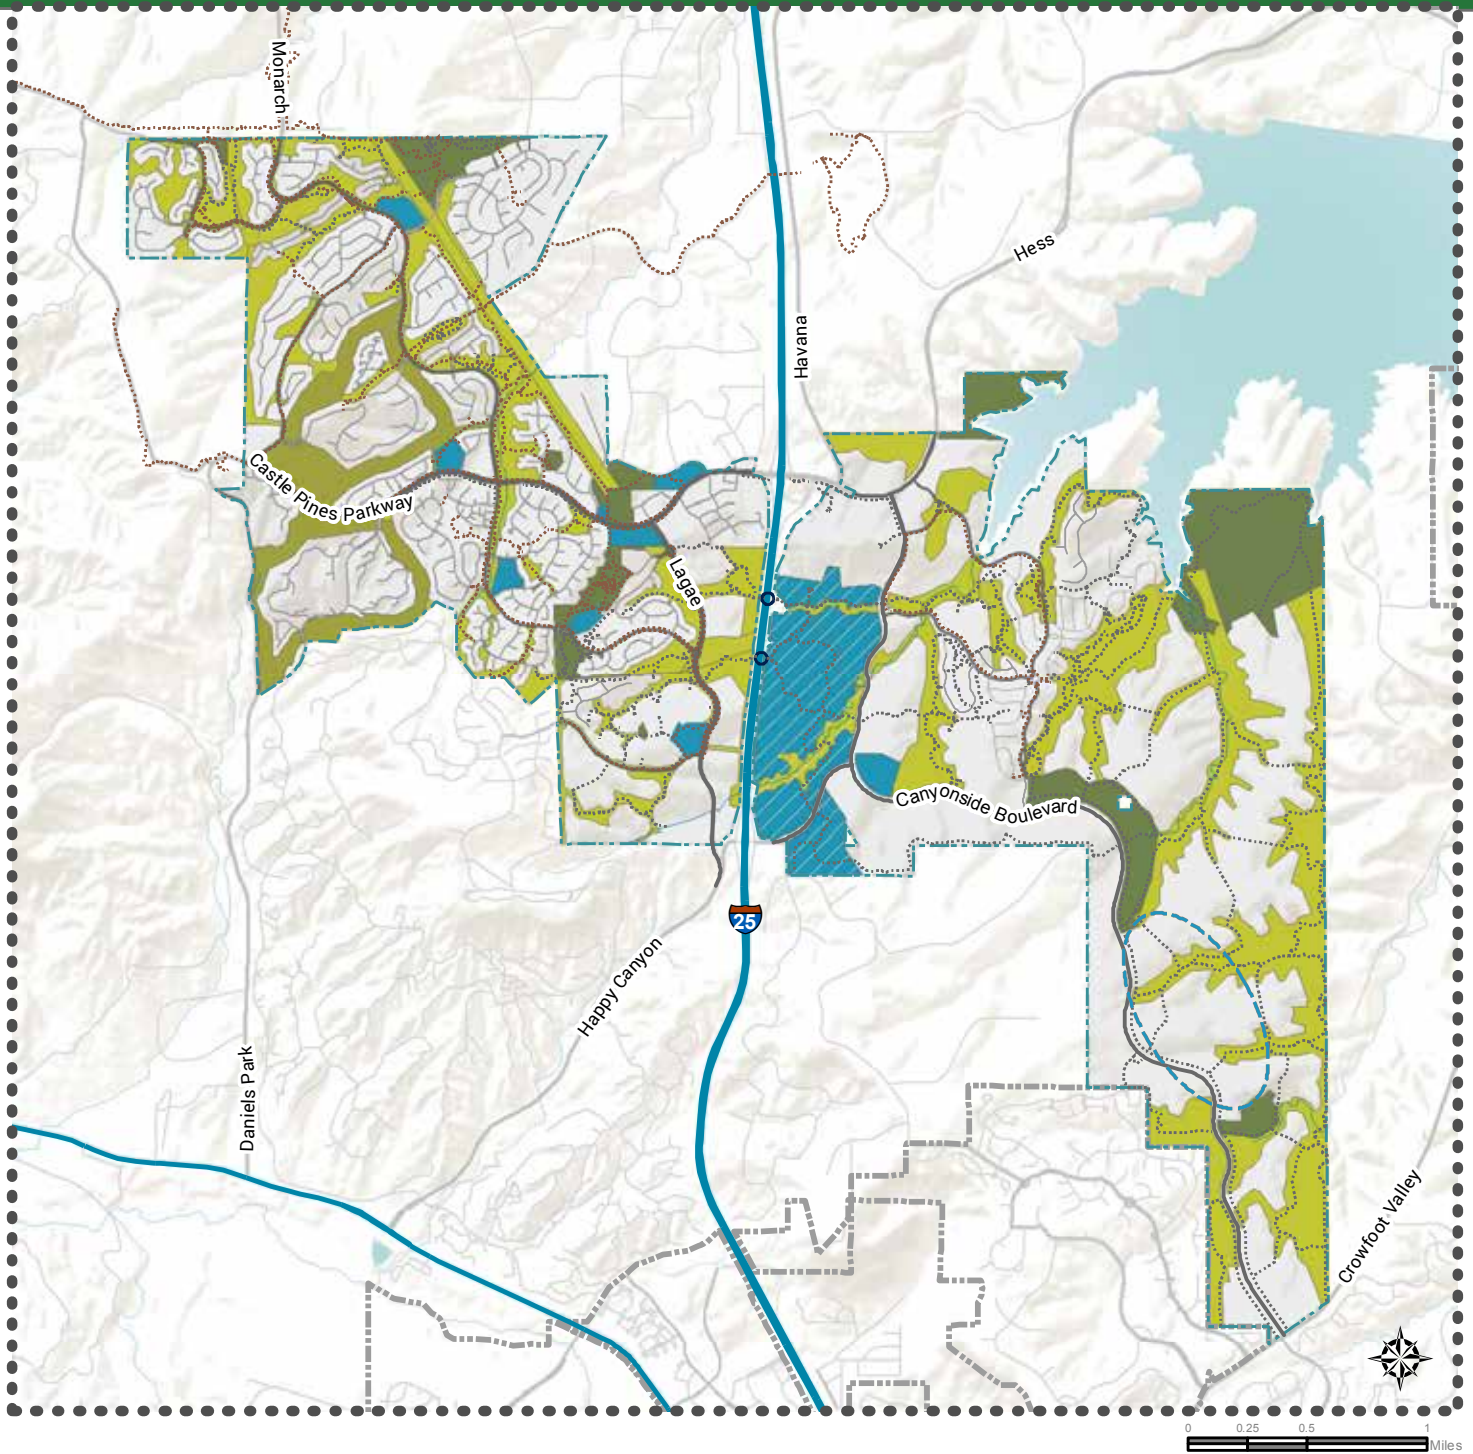 Monarch
Hess
Havana
Castle Pines Parkway
Lagae
Canyonside Boulevard
25
Happy Canyon
Daniels Park
Crowfoot Valley
0 0.25 0.5 1
Miles